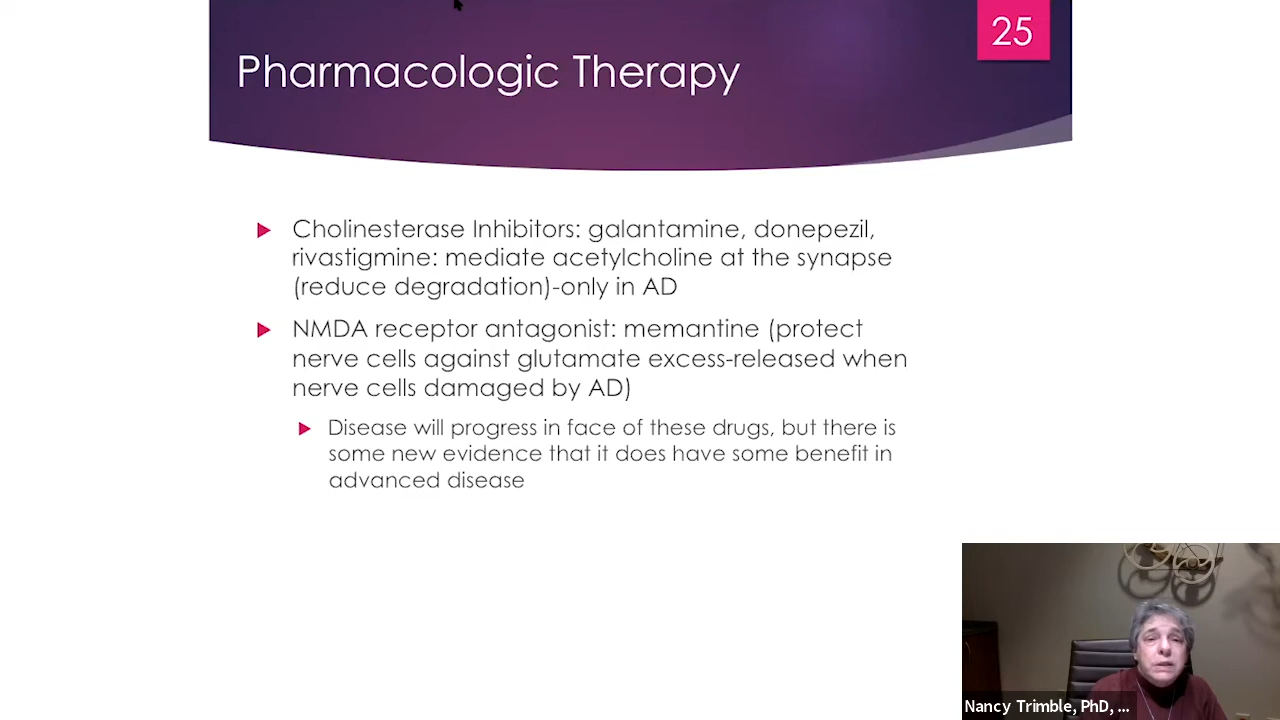 25
Pharmacologic Therapy
Cholinesterase Inhibitors: galantamine, donepezil,
rivastigmine: mediate acetylcholine at the synapse
(reduce degradation)-only in AD
NMDA receptor antagonist: memantine (protect
nerve cells against glutamate excess-released when
nerve cells damaged by AD)
Disease will progress in face of these drugs, but there is
some new evidence that it does have some benefit in
advanced disease
Nancy Trimble, PhD, ...